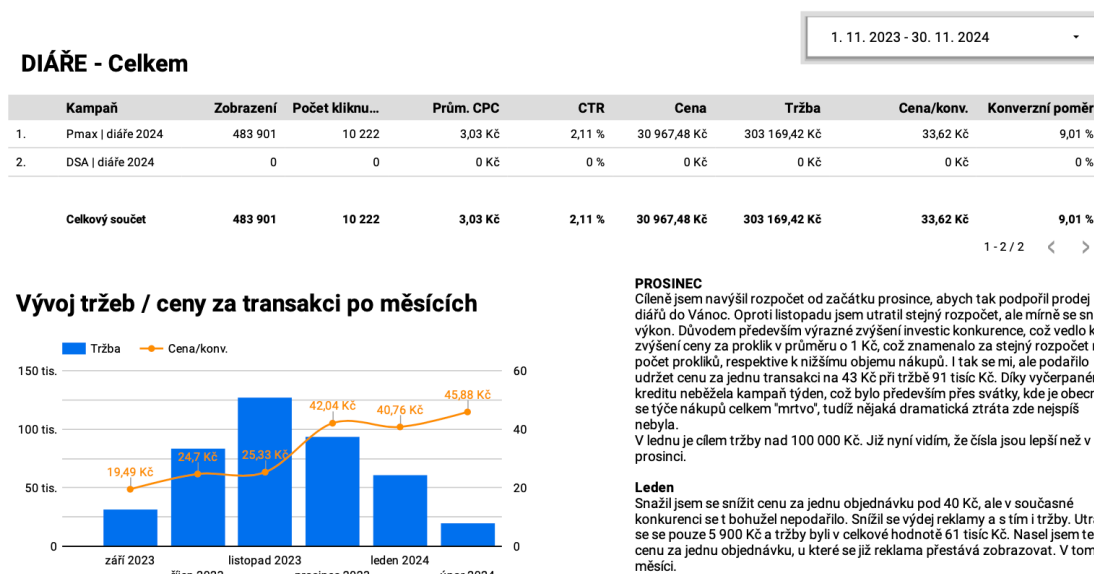 1. 11. 2023 - 30. 11. 2024
DIÁŘE - Celkem
Kampaň Zobrazení Počet kliknu... Prům. CPC CTR Cena Tržba Cena/konv. Konverzní poměr
1. Pmax | diáře 2024 483 901 10 222 3,03 Kč 2,11 % 30 967,48 Kč 303 169,42 Kč 33,62 Kč 9,01 %
2. DSA | diáře 2024 0 0 0 Kč 0 % 0 Kč 0 Kč 0 Kč 0 %
Celkový součet 483 901 10 222 3,03 Kč 2,11 % 30 967,48 Kč 303 169,42 Kč 33,62 Kč 9,01 %
1 - 2 / 2
Vývoj tržeb / ceny za transakci po měsících
Tržba Cena/konv.
150 tis. 60
45,88 Kč
42,04 Kč 40,76 Kč
100 tis. 40
24,7 Kč 25,33 Kč
19,49 Kč
50 tis. 20
0 0
září 2023 listopad 2023 leden 2024
PROSINEC
Cíleně jsem navýšil rozpočet od začátku prosince, abych tak podpořil prodej
diářů do Vánoc. Oproti listopadu jsem utratil stejný rozpočet, ale mírně se
výkon. Důvodem především výrazné zvýšení investic konkurence, což vedlo
zvýšení ceny za proklik v průměru o 1 Kč, což znamenalo za stejný rozpočet
počet prokliků, respektive k nižšímu objemu nákupů. I tak se mi, ale podařilo
udržet cenu za jednu transakci na 43 Kč při tržbě 91 tisíc Kč. Díky
kreditu neběžela kampaň týden, což bylo především přes svátky, kde je
se týče nákupů celkem "mrtvo", tudíž nějaká dramatická ztráta zde nejspíš
nebyla.
V lednu je cílem tržby nad 100 000 Kč. Již nyní vidím, že čísla jsou lepší než v
prosinci.
Leden
Snažil jsem se snížit cenu za jednu objednávku pod 40 Kč, ale v současné
konkurenci se t bohužel nepodařilo. Snížil se výdej reklamy a s tím i tržby.
se se pouze 5 900 Kč a tržby byli v celkové hodnotě 61 tisíc Kč. Nasel jsem
cenu za jednu objednávku, u které se již reklama přestává zobrazovat. V
měsíci.